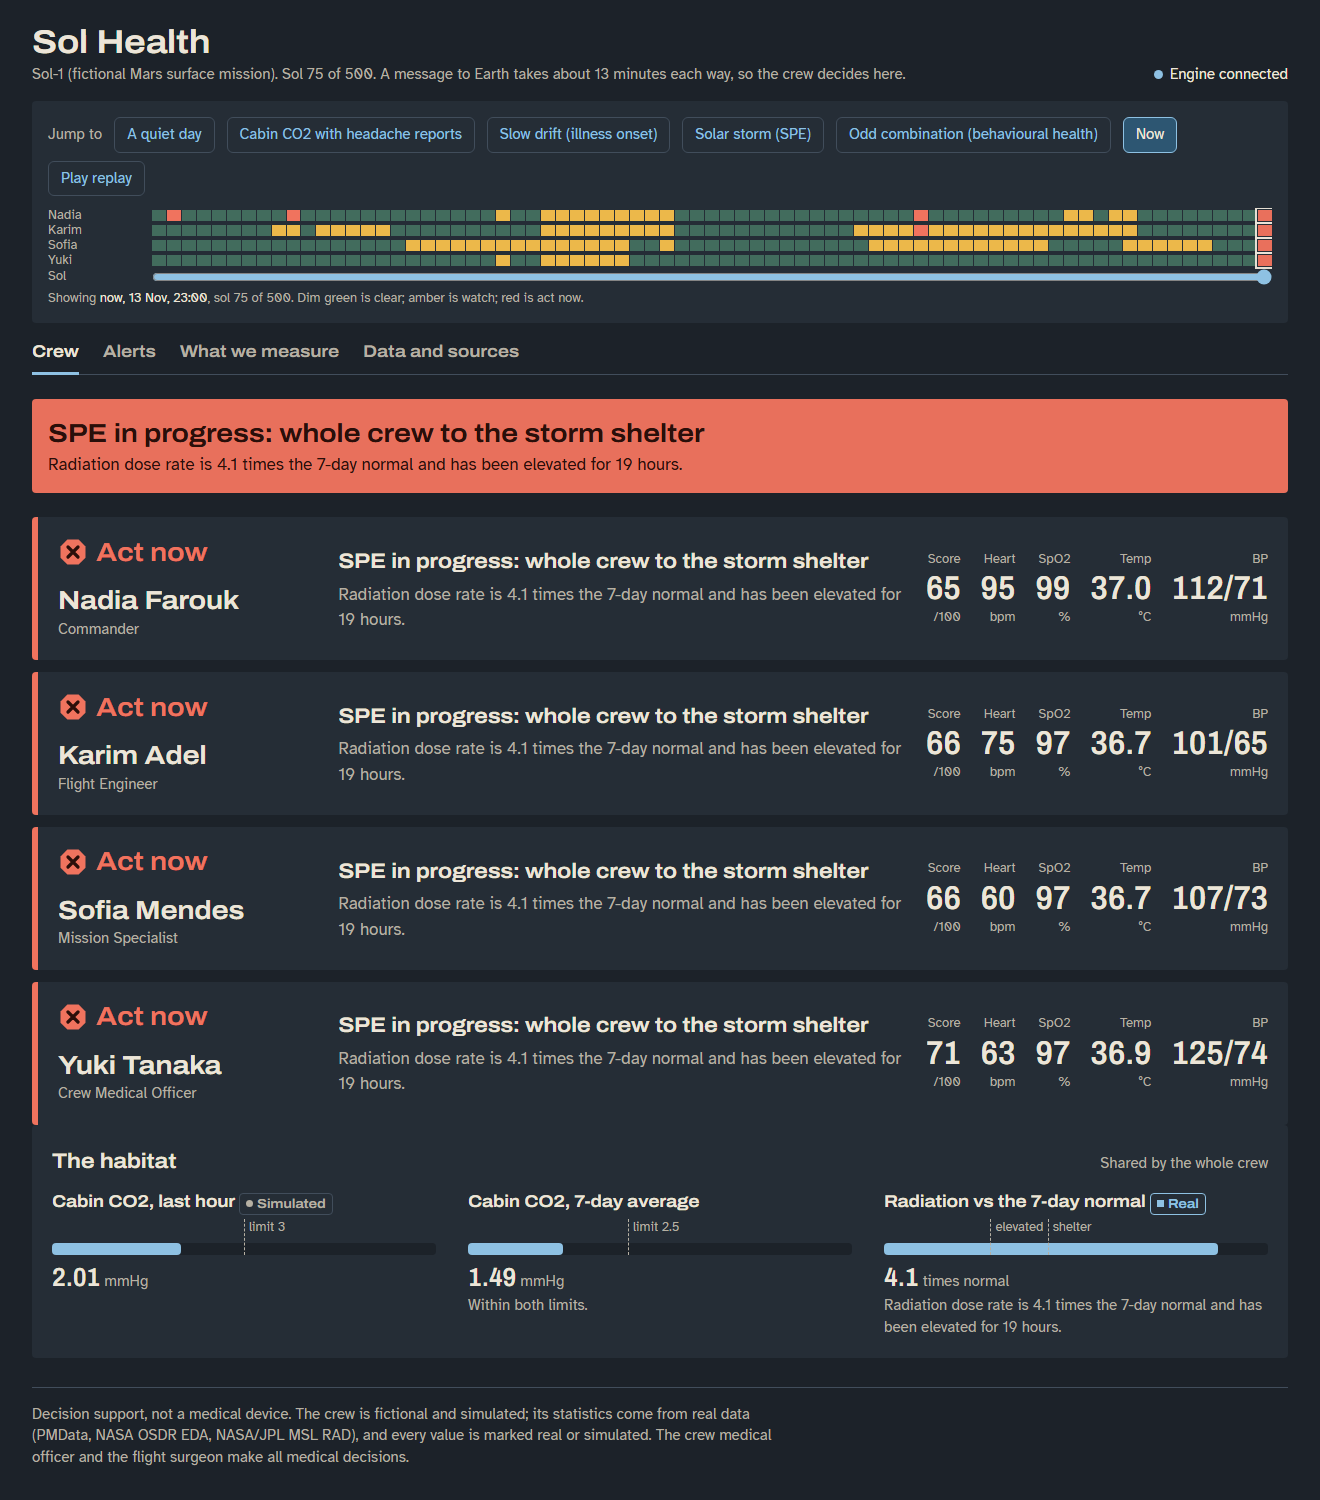 Sol Health
Sol-1 (fictional Mars surface mission). Sol 75 of 500. A message to Earth takes about 13 minutes each way, so the crew decides here.
Engine connected
Jump to
A quiet day
Cabin CO2 with headache reports
Slow drift (illness onset)
Solar storm (SPE)
Odd combination (behavioural health)
Now
Play replay
Nadia
Karim
Sofia
Yuki
Sol
Showing now, 13 Nov, 23:00, sol 75 of 500. Dim green is clear; amber is watch; red is act now.
Crew
Alerts
What we measure
Data and sources
SPE in progress: whole crew to the storm shelter
Radiation dose rate is 4.1 times the 7-day normal and has been elevated for 19 hours.
Act now
Nadia Farouk
Commander
SPE in progress: whole crew to the storm shelter
Radiation dose rate is 4.1 times the 7-day normal and has been elevated for
19 hours.
Score Heart SpO2 Temp BP
65 95 99 37.0 112/71
/100 bpm % °C mmHg
Act now
Karim Adel
Flight Engineer
SPE in progress: whole crew to the storm shelter
Radiation dose rate is 4.1 times the 7-day normal and has been elevated for
19 hours.
Score Heart SpO2 Temp BP
66 75 97 36.7 101/65
/100 bpm % °C mmHg
Act now
Sofia Mendes
Mission Specialist
SPE in progress: whole crew to the storm shelter
Radiation dose rate is 4.1 times the 7-day normal and has been elevated for
19 hours.
Score Heart SpO2 Temp BP
66 60 97 36.7 107/73
/100 bpm % °C mmHg
Act now
Yuki Tanaka
Crew Medical Officer
SPE in progress: whole crew to the storm shelter
Radiation dose rate is 4.1 times the 7-day normal and has been elevated for
19 hours.
Score Heart SpO2 Temp BP
71 63 97 36.9 125/74
/100 bpm % °C mmHg
The habitat
Shared by the whole crew
Cabin CO2, last hour Simulated
limit 3
2.01 mmHg
Cabin CO2, 7-day average
limit 2.5
1.49 mmHg
Within both limits.
Radiation vs the 7-day normal Real
elevated shelter
4.1 times normal
Radiation dose rate is 4.1 times the 7-day normal and has
been elevated for 19 hours.
Decision support, not a medical device. The crew is fictional and simulated; its statistics come from real data
(PMData, NASA OSDR EDA, NASA/JPL MSL RAD), and every value is marked real or simulated. The crew medical
officer and the flight surgeon make all medical decisions.